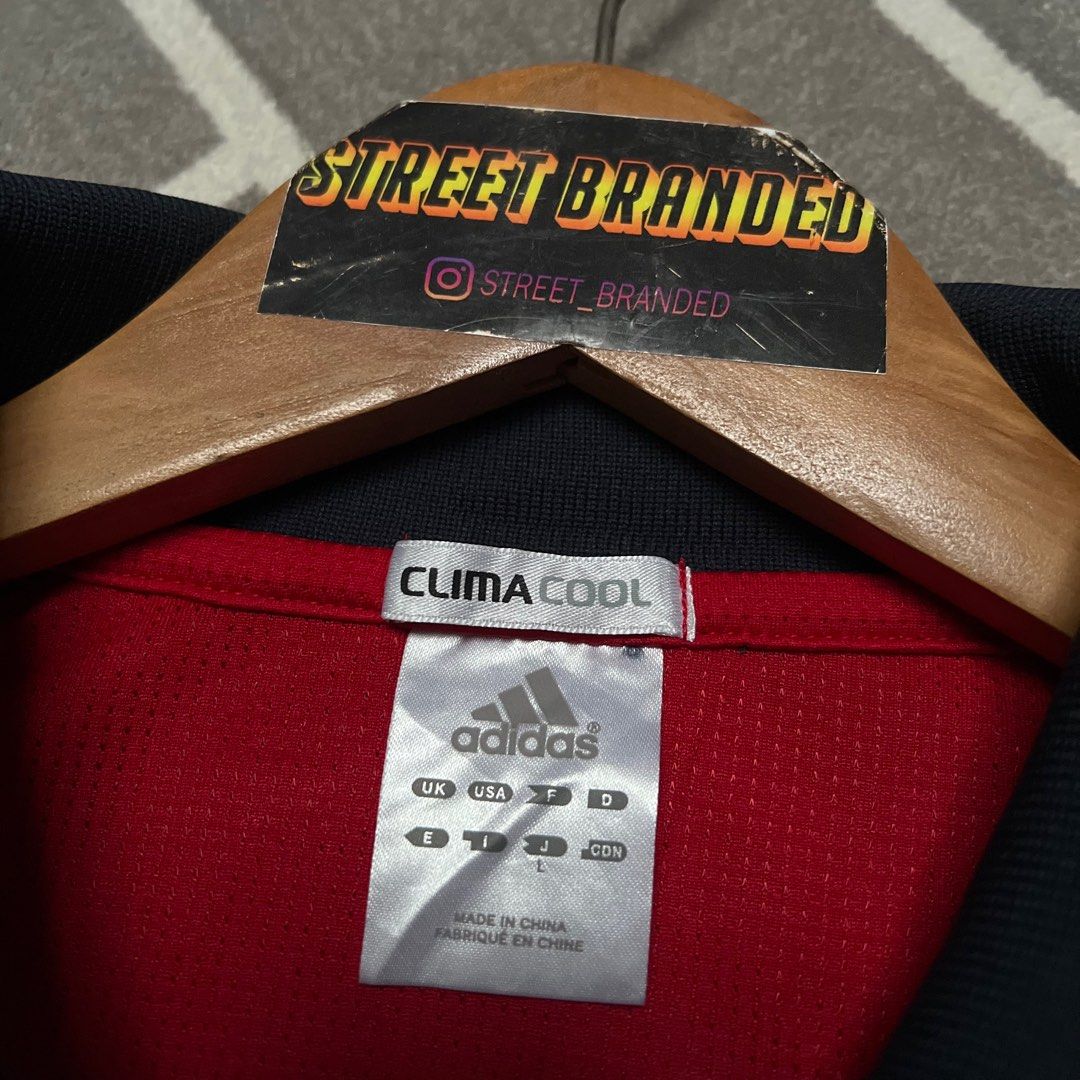 STREET BRANDED
STREET_BRANDED
CLIMACOOL
adidas®
UK USA F D
E I J CDN
L
MADE IN CHINA
FABRIQUÉ EN CHINE